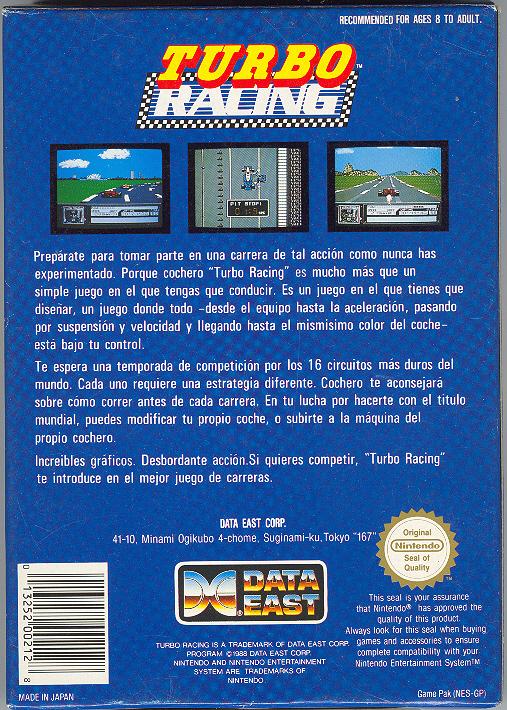 RECOMMENDED FOR AGES 8 TO ADULT.
TURBO
RACING
PIT STOP!
Prepárate para tomar parte en una carrera de tal acción como nunca has
experimentado. Porque cochero "Turbo Racing" es mucho más que un
simple juego en el que tengas que conducir. Es un juego en el que tienes que
diseñar, un juego donde todo -desde el equipo hasta la aceleración, pasando
por suspensión y velocidad y llegando hasta el mismisimo color del coche-
está bajo tu control.
Te espera una temporada de competición por los 16 circuitos más duros del
mundo. Cada uno requiere una estrategia diferente. Cochero te aconsejará
sobre cómo correr antes de cada carrera. En tu lucha por hacerte con el titulo
mundial, puedes modificar tu propio coche, o subirte a la máquina del
propio cochero.
Increibles gráficos. Desbordante acción.Si quieres competir, "Turbo Racing"
te introduce en el mejor juego de carreras.
DATA EAST CORP.
41-10, Minami Ogikubo 4-chome, Suginami-ku, Tokyo "167"
Original
Nintendo
Seal of
Quality
TM
DATA
EAST
This seal is your assurance
that Nintendo® has approved the
quality of this product.
Always look for this seal when buying
games and accessories to ensure
complete compatibility with your
Nintendo Entertainment System™
TURBO RACING IS A TRADEMARK OF DATA EAST CORP.
PROGRAM ©1988 DATA EAST CORP.
NINTENDO AND NINTENDO ENTERTAINMENT
SYSTEM ARE TRADEMARKS OF
NINTENDO.
0 13252 00212 8
MADE IN JAPAN
Game Pak (NES-GP)